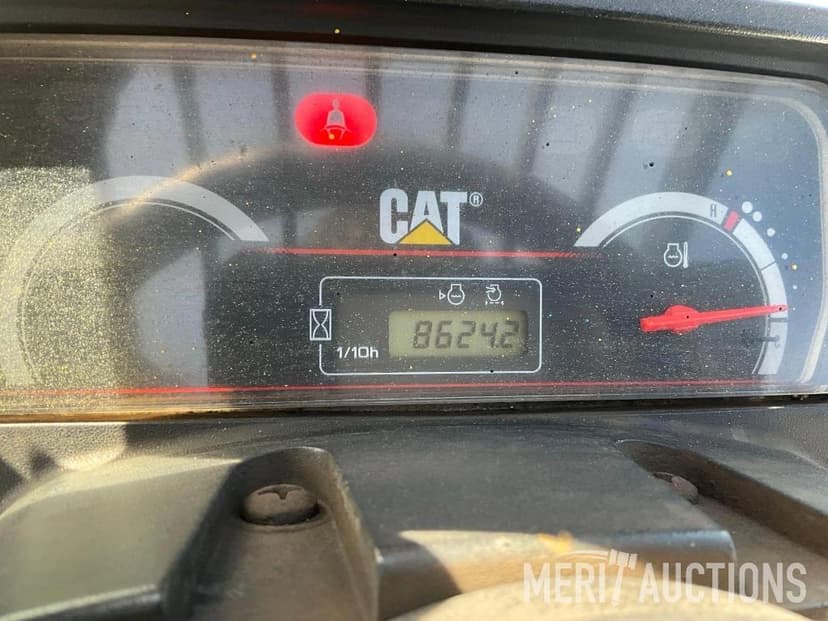 CAT®
H
8624.2
1/10h
MERIT AUCTIONS